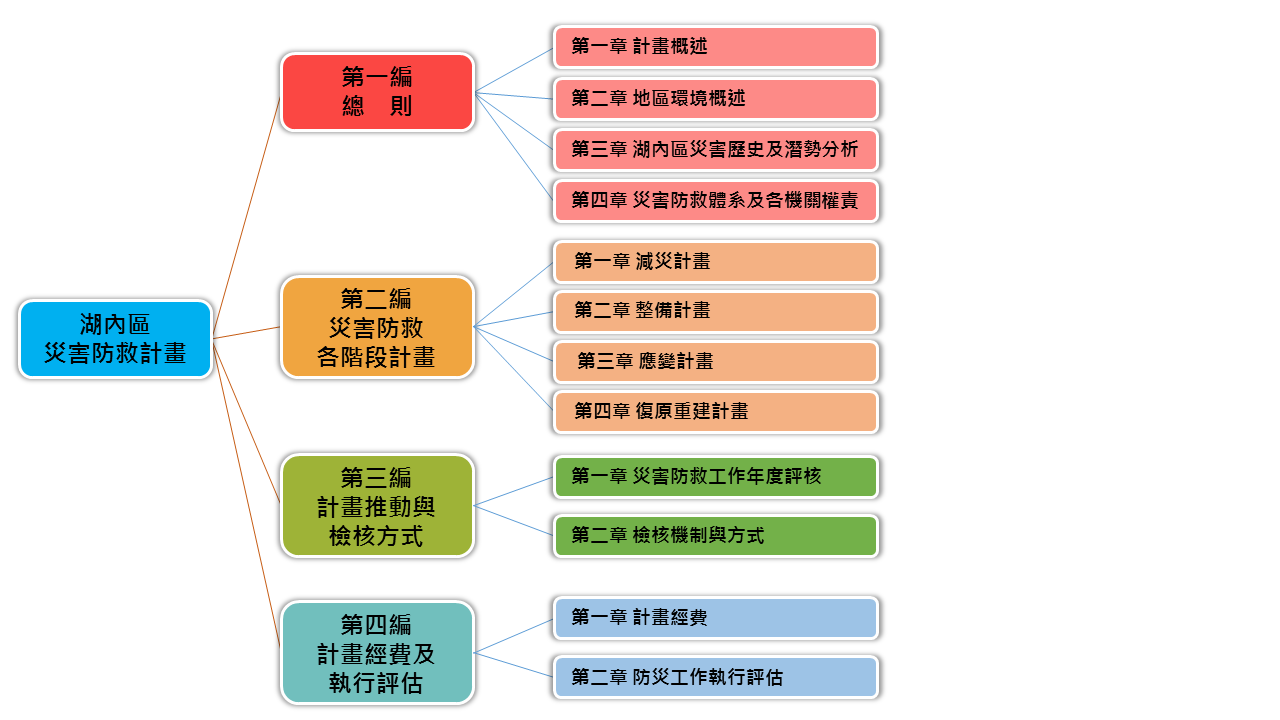 湖內區
災害防救計畫
第一編
總　則
第一章 計畫概述
第二章 地區環境概述
第三章 湖內區災害歷史及潛勢分析
第四章 災害防救體系及各機關權責
第二編
災害防救
各階段計畫
第一章 減災計畫
第二章 整備計畫
第三章 應變計畫
第四章 復原重建計畫
第三編
計畫推動與
檢核方式
第一章 災害防救工作年度評核
第二章 檢核機制與方式
第四編
計畫經費及
執行評估
第一章 計畫經費
第二章 防災工作執行評估